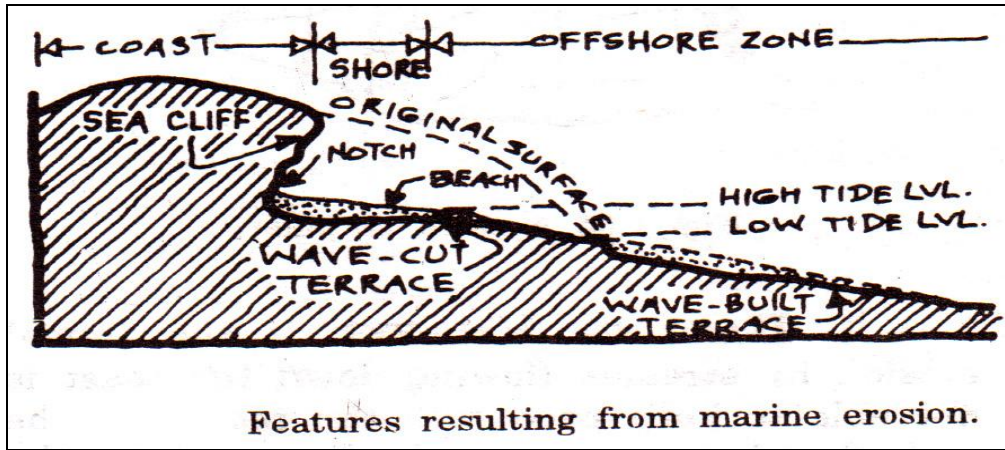 COAST
SHORE
OFFSHORE ZONE
ORIGINAL SURFACE
SEA CLIFF
NOTCH
BEACH
HIGH TIDE LVL.
LOW TIDE LVL.
WAVE-CUT
TERRACE
WAVE-BUILT
TERRACE
Features resulting from marine erosion.